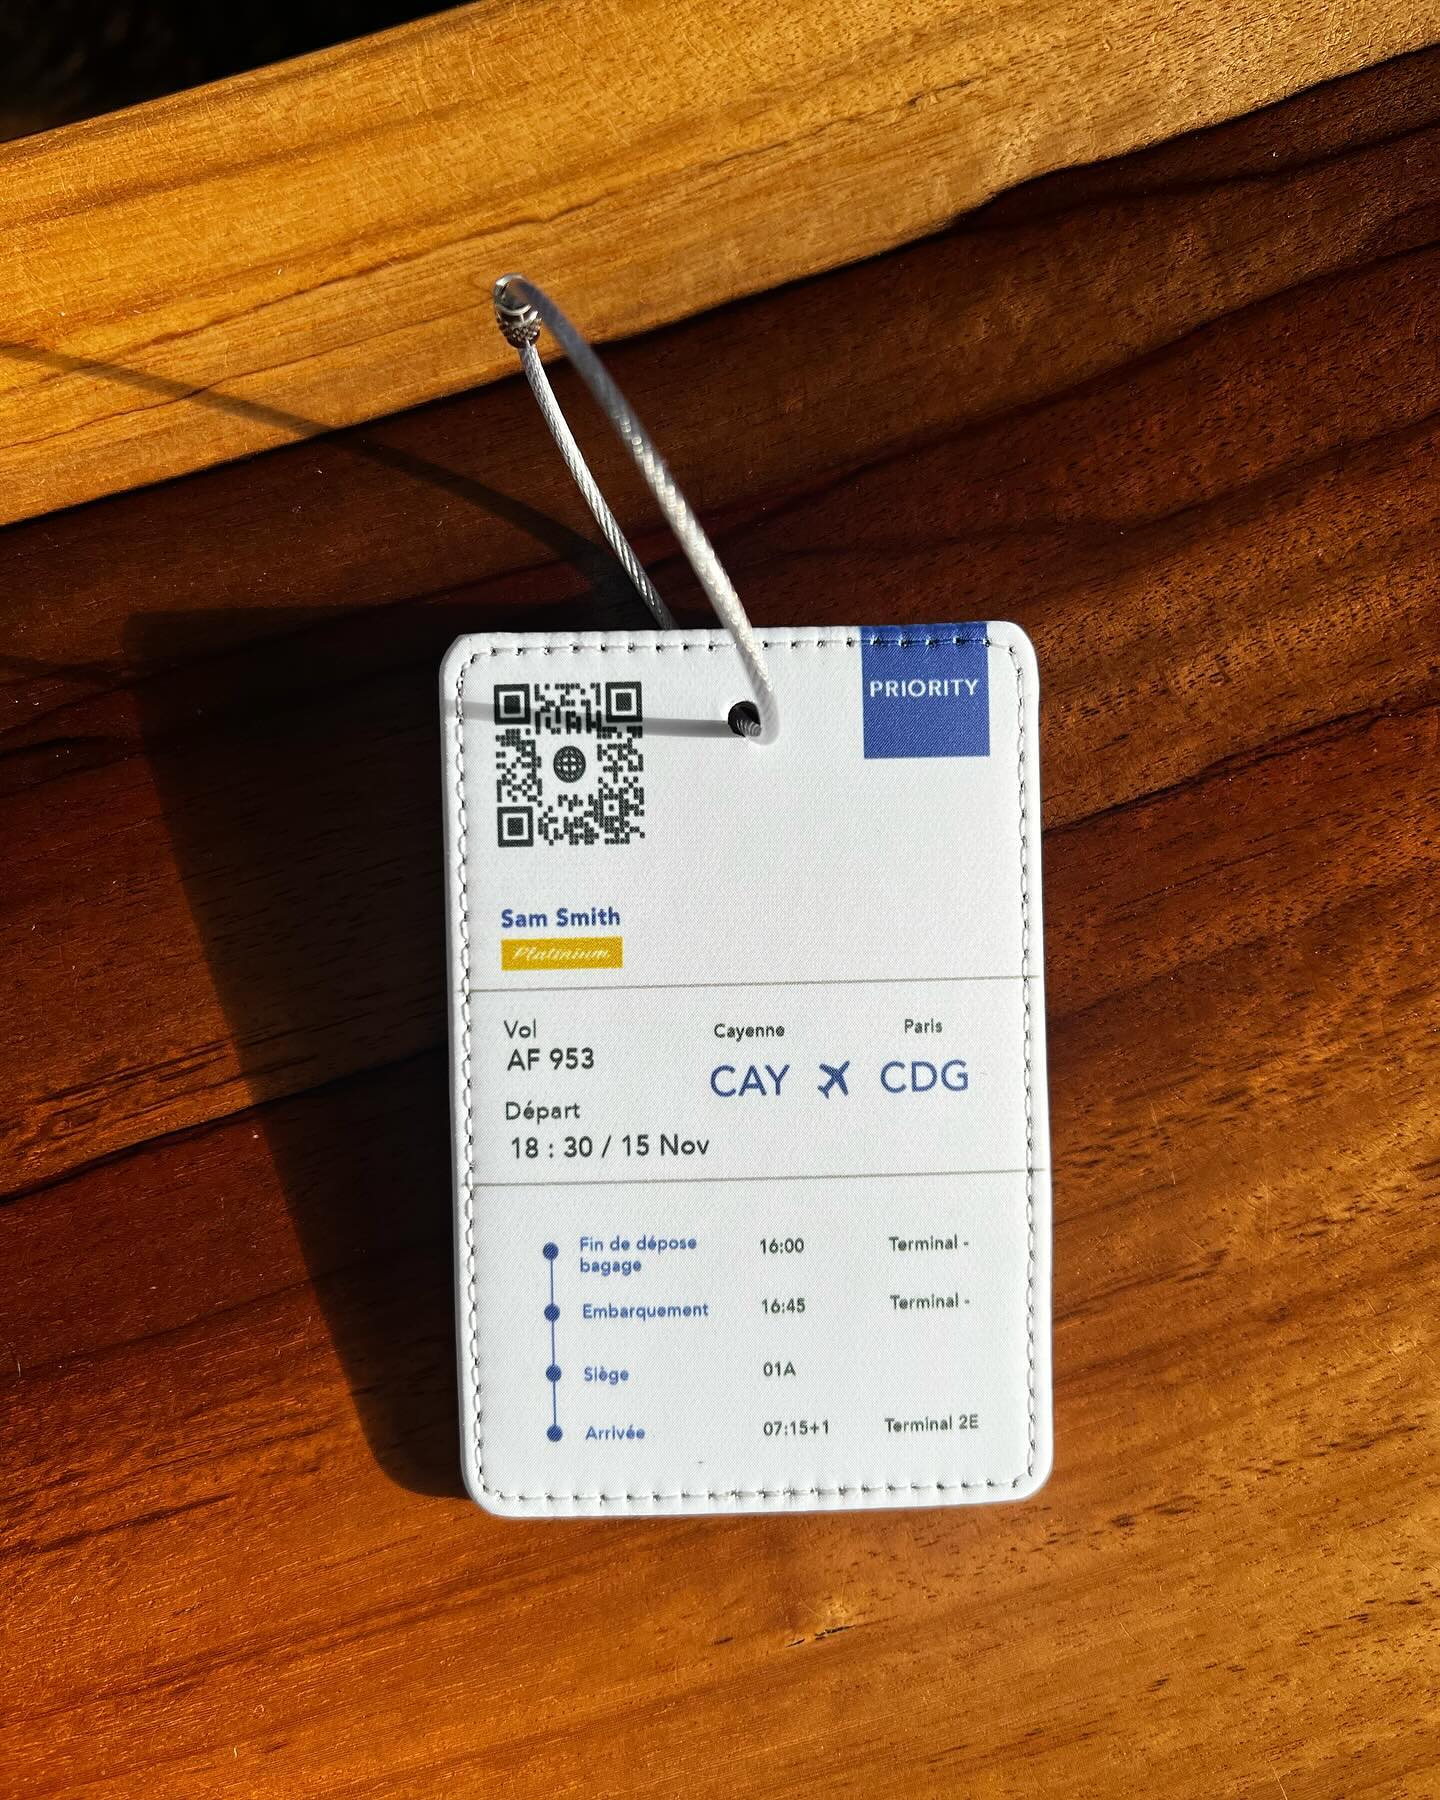 PRIORITY
Sam Smith
Platinium
Vol
AF 953
Départ
18 : 30 / 15 Nov
Cayenne Paris
CAY CDG
Fin de dépose bagage 16:00 Terminal -
Embarquement 16:45 Terminal -
Siège 01A
Arrivée 07:15+1 Terminal 2E